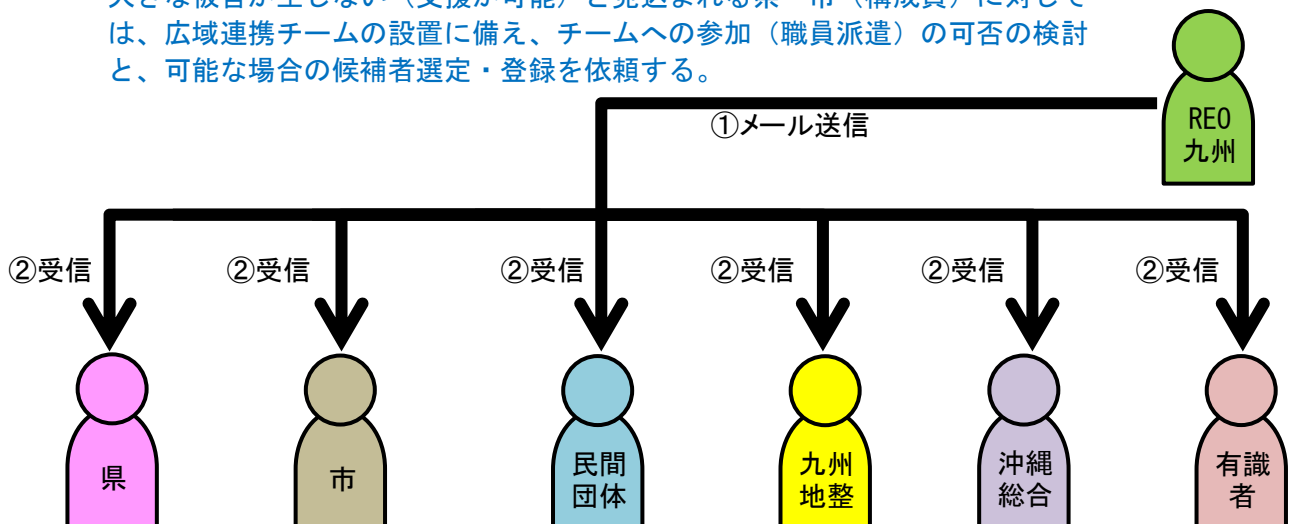 は、広域連携チームの設置に備え、チームへの参加（職員派遣）の可否の検討
と、可能な場合の候補者選定・登録を依頼する。
①メール送信
REO
九州
②受信
②受信
②受信
②受信
②受信
②受信
県
市
民間
団体
九州
地整
沖縄
総合
有識
者